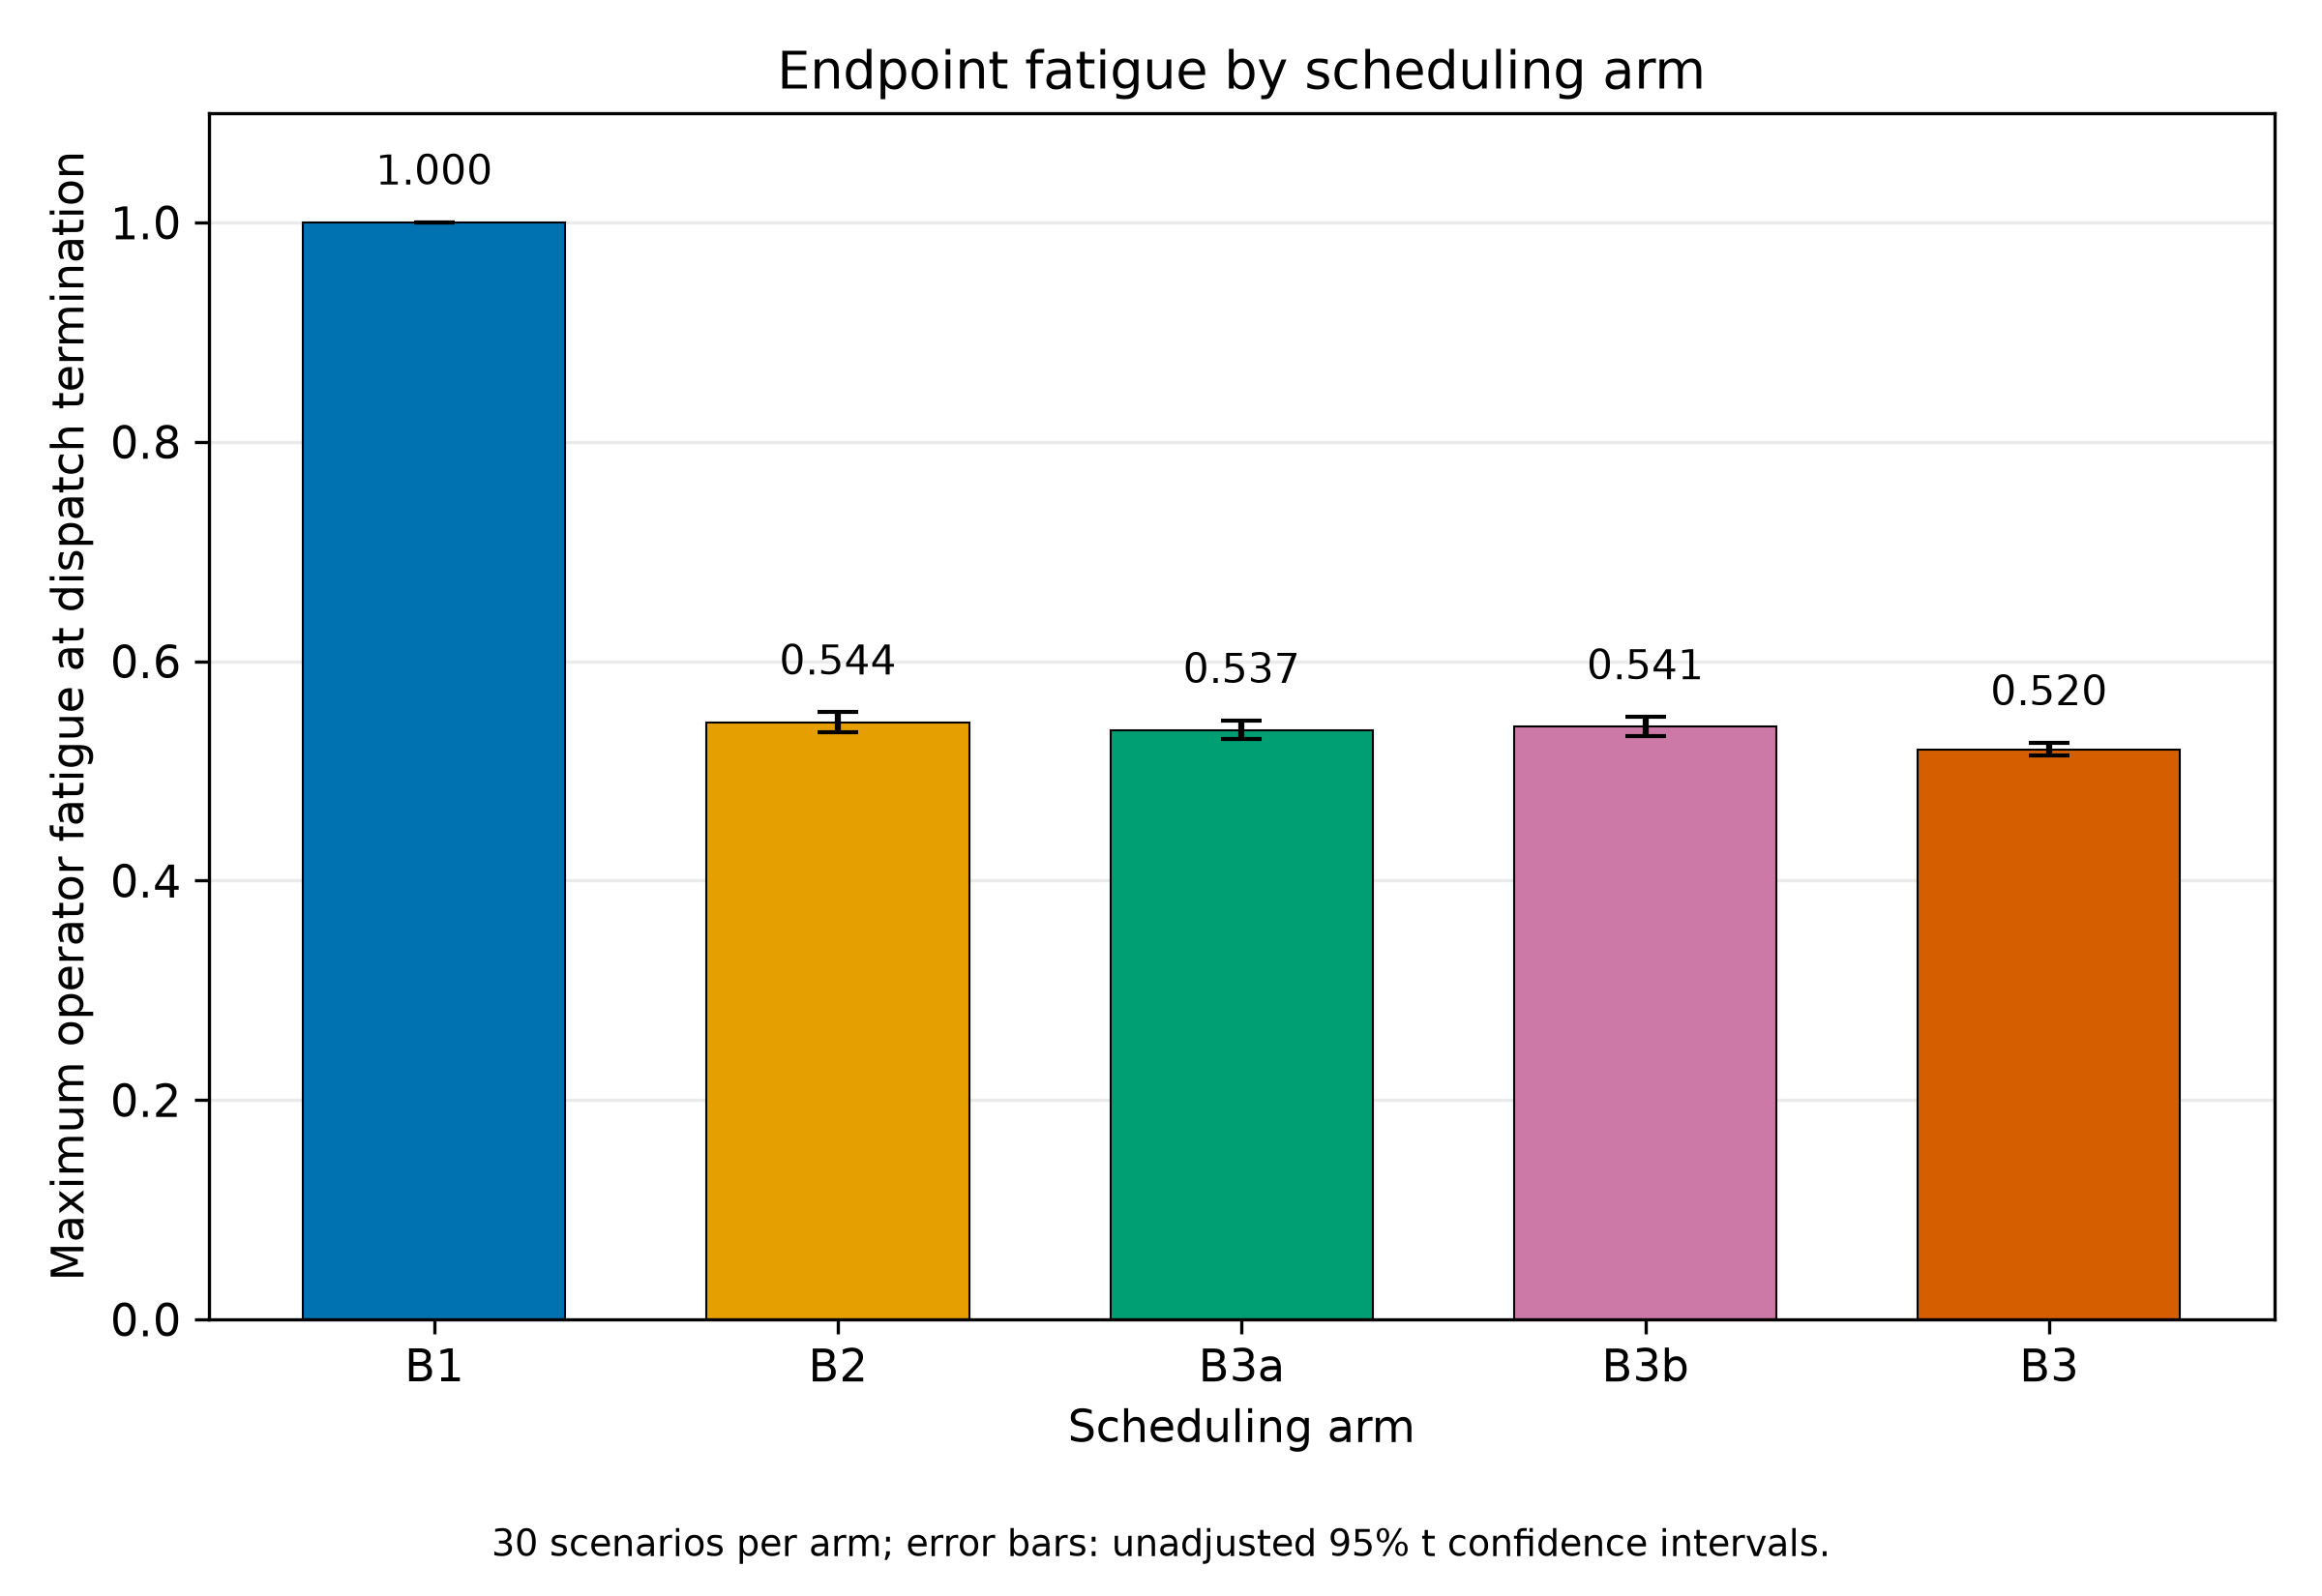 Endpoint fatigue by scheduling arm
Maximum operator fatigue at dispatch termination
1.0
0.8
0.6
0.4
0.2
0.0
1.000
0.544
0.537
0.541
0.520
B1
B2
B3a
B3b
B3
Scheduling arm
30 scenarios per arm; error bars: unadjusted 95% t confidence intervals.